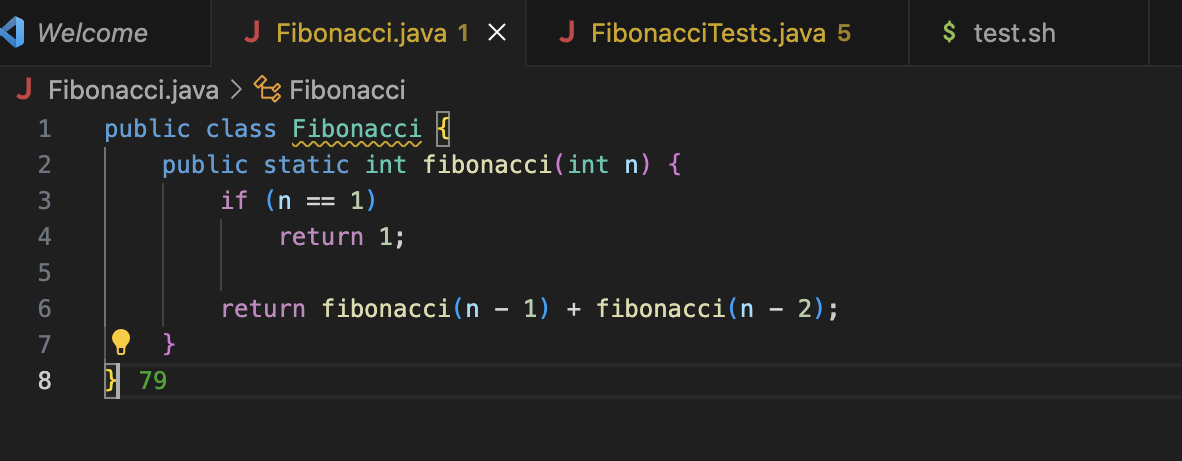 Welcome J Fibonacci.java 1 × J FibonacciTests.java 5 $ test.sh
J Fibonacci.java > Fibonacci
1 public class Fibonacci {
2     public static int fibonacci(int n) {
3         if (n == 1)
4             return 1;
5
6         return fibonacci(n - 1) + fibonacci(n - 2);
7     }
8 } 79